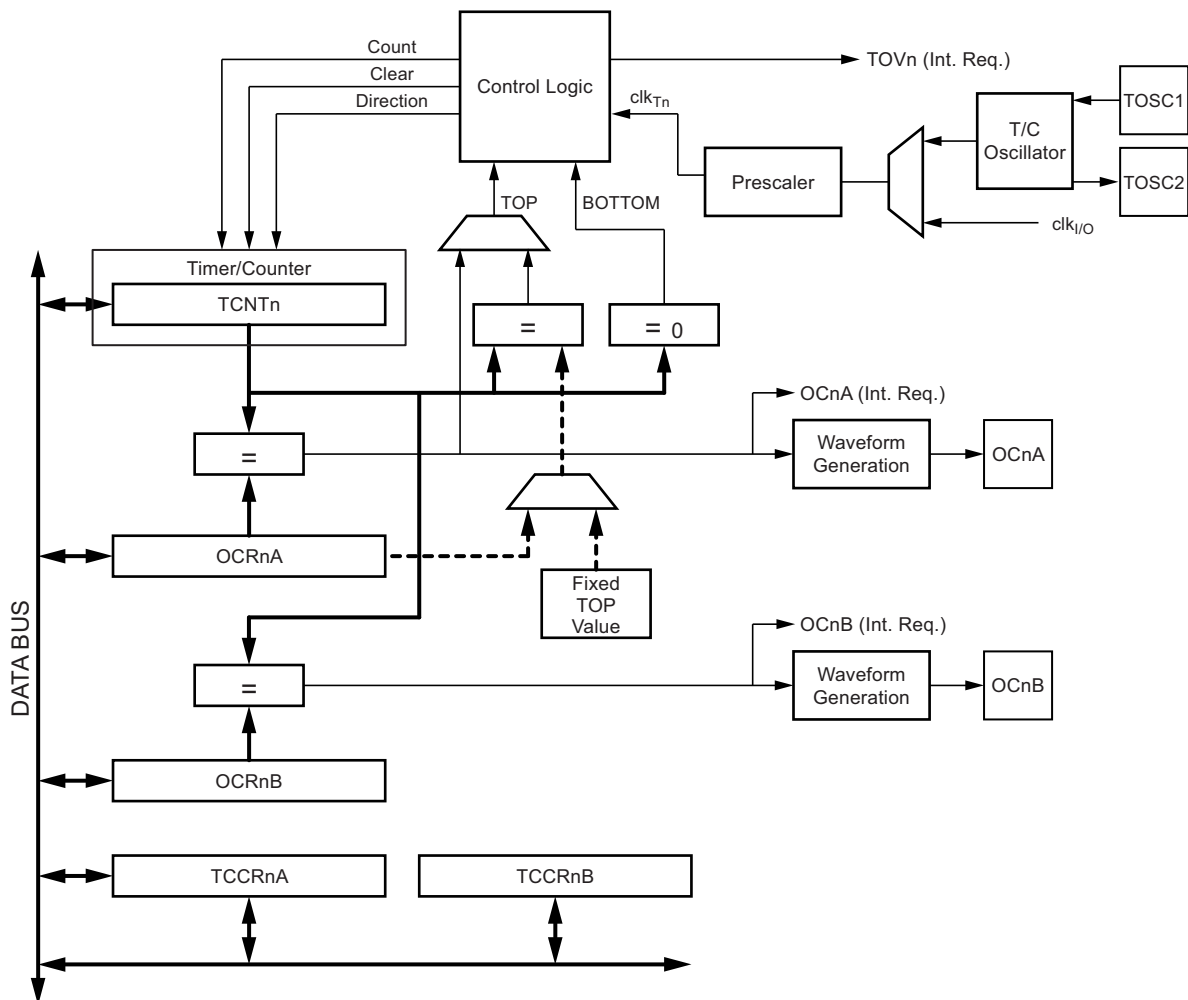 Count
Clear
Direction
Control Logic
TOVn (Int. Req.)
clkTn
TOSC1
T/C
Oscillator
TOSC2
Prescaler
clkI/O
TOP
BOTTOM
Timer/Counter
TCNTn
=
= 0
OCnA (Int. Req.)
=
Waveform
Generation
OCnA
OCRnA
Fixed
TOP
Value
OCnB (Int. Req.)
=
Waveform
Generation
OCnB
DATA BUS
OCRnB
TCCRnA
TCCRnB